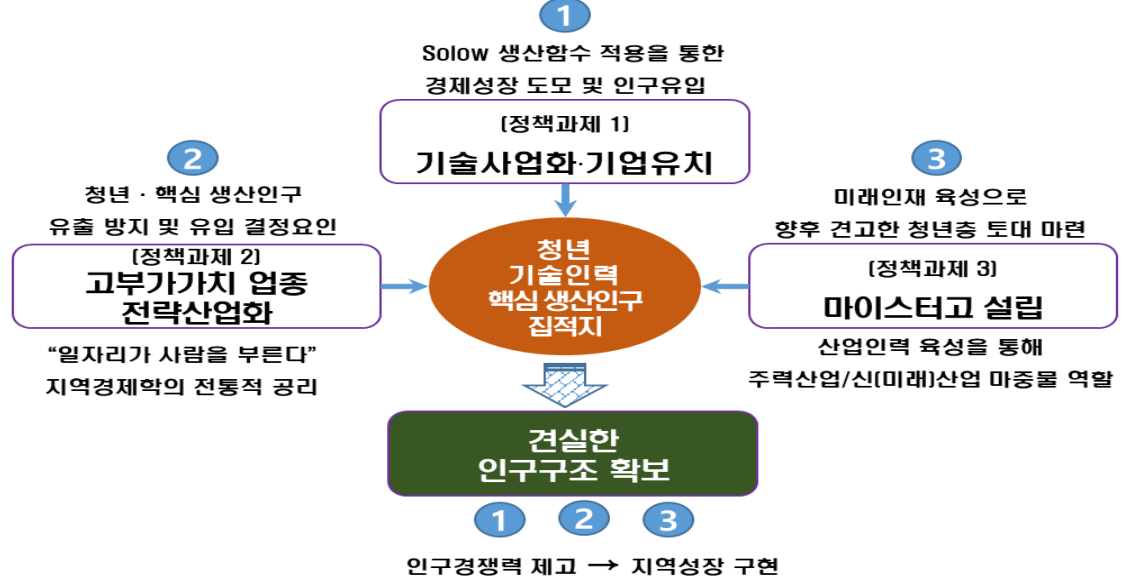 1
Solow 생산함수 적용을 통한
경제성장 도모 및 인구유입
(정책과제 1)
기술사업화·기업유치
2
청년 · 핵심 생산인구
유출 방지 및 유입 결정요인
(정책과제 2)
고부가가치 업종
전략산업화
“일자리가 사람을 부른다”
지역경제학의 전통적 공리
3
미래인재 육성으로
향후 견고한 청년층 토대 마련
(정책과제 3)
마이스터고 설립
산업인력 육성을 통해
주력산업/신(미래)산업 마중물 역할
청년
기술인력
핵심 생산인구
집적지
견실한
인구구조 확보
1 2 3
인구경쟁력 제고 → 지역성장 구현